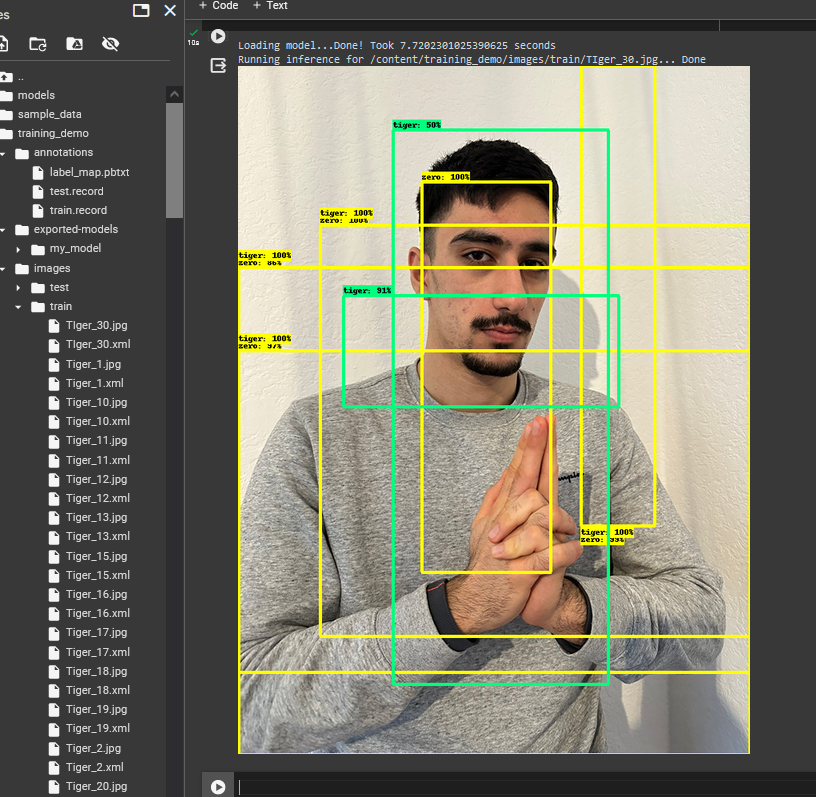 es
+ Code + Text
10s
Loading model...Done! Took 7.7202301025390625 seconds
Running inference for /content/training_demo/images/train/TIger_30.jpg... Done
..
models
sample_data
training_demo
annotations
label_map.pbtxt
test.record
train.record
exported-models
my_model
images
test
train
TIger_30.jpg
TIger_30.xml
Tiger_1.jpg
Tiger_1.xml
Tiger_10.jpg
Tiger_10.xml
Tiger_11.jpg
Tiger_11.xml
Tiger_12.jpg
Tiger_12.xml
Tiger_13.jpg
Tiger_13.xml
Tiger_15.jpg
Tiger_15.xml
Tiger_16.jpg
Tiger_16.xml
Tiger_17.jpg
Tiger_17.xml
Tiger_18.jpg
Tiger_18.xml
Tiger_19.jpg
Tiger_19.xml
Tiger_2.jpg
Tiger_2.xml
Tiger_20.jpg
tiger: 50%
zero: 100%
tiger: 100%
zero: 100%
tiger: 100%
zero: 86%
tiger: 91%
tiger: 100%
zero: 97%
tiger: 100%
zero: 99%